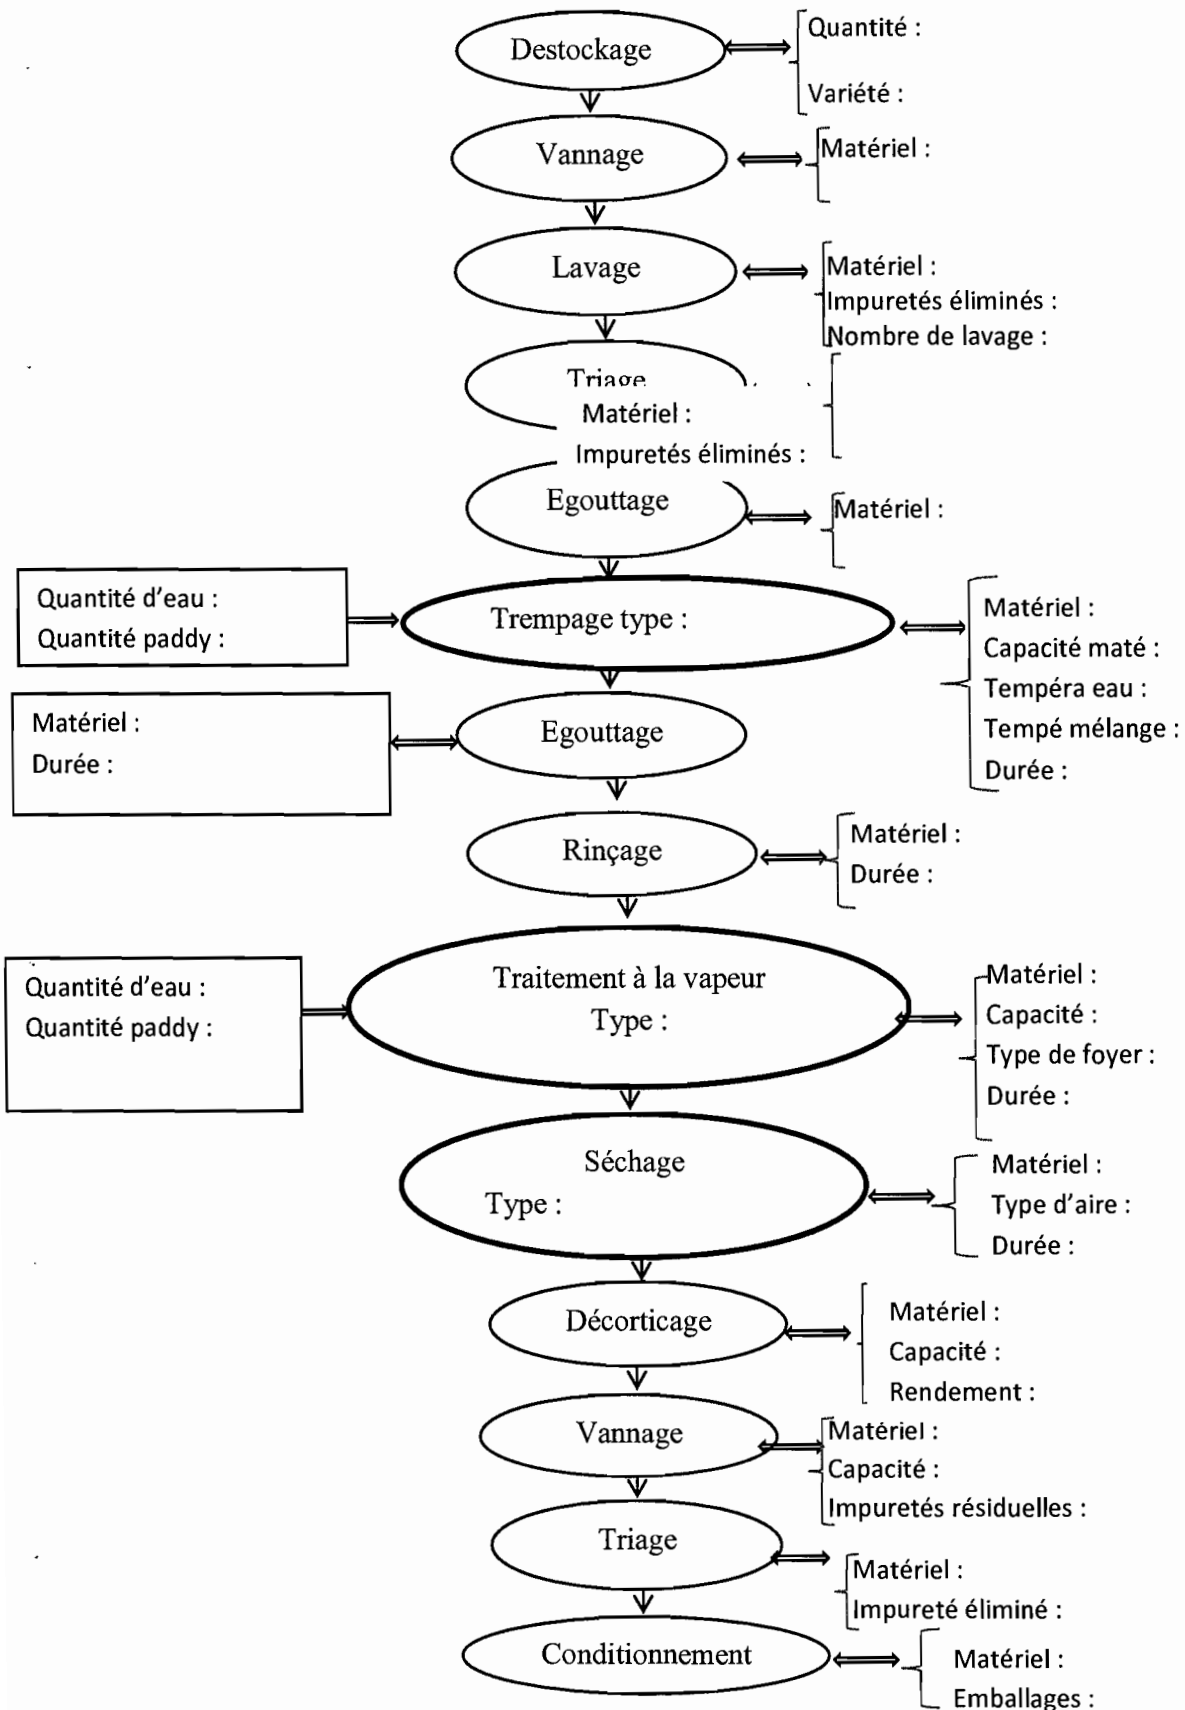 Destockage
Quantité :
Variété :
Vannage
Matériel :
Lavage
Matériel :
Impuretés éliminés :
Nombre de lavage :
Triage
Matériel :
Impuretés éliminés :
Egouttage
Matériel :
Quantité d'eau :
Quantité paddy :
Trempage type :
Matériel :
Capacité maté :
Tempéra eau :
Tempé mélange :
Durée :
Matériel :
Durée :
Egouttage
Rinçage
Matériel :
Durée :
Quantité d'eau :
Quantité paddy :
Traitement à la vapeur
Type :
Matériel :
Capacité :
Type de foyer :
Durée :
Séchage
Type :
Matériel :
Type d'aire :
Durée :
Décorticage
Matériel :
Capacité :
Rendement :
Vannage
Matériel :
Capacité :
Impuretés résiduelles :
Triage
Matériel :
Impureté éliminé :
Conditionnement
Matériel :
Emballages :